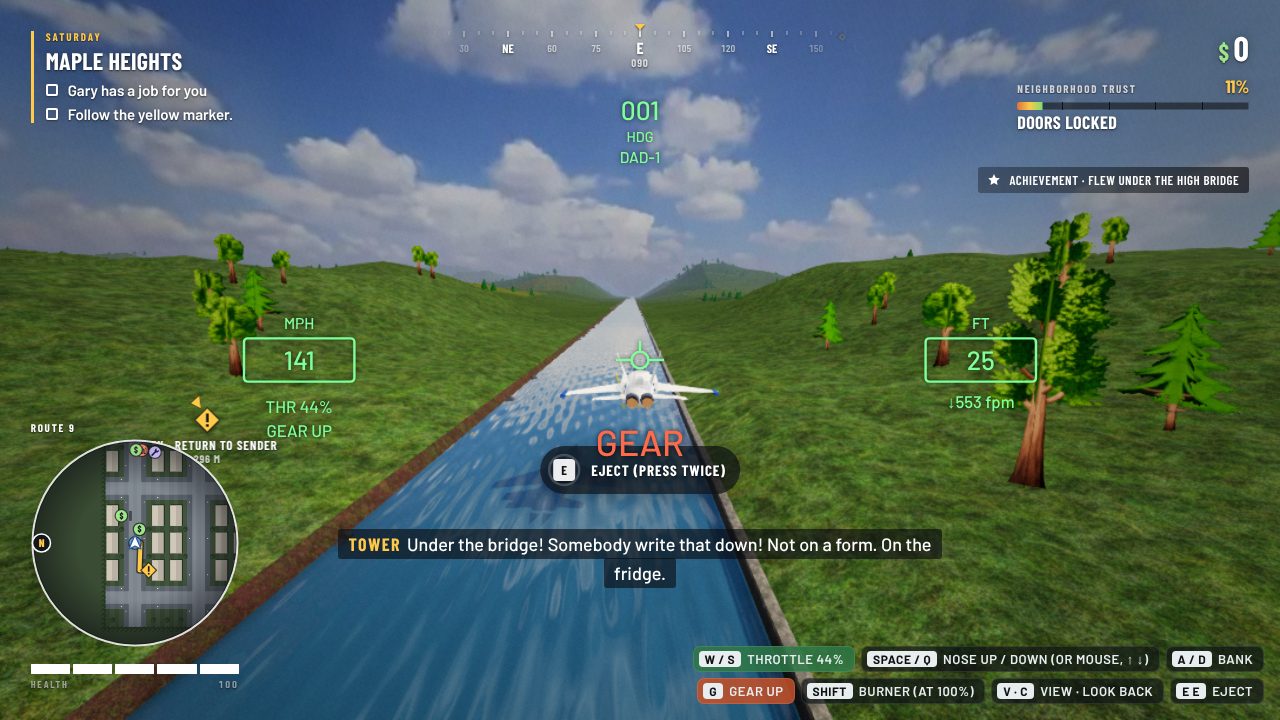 SATURDAY
MAPLE HEIGHTS
Gary has a job for you
Follow the yellow marker.
30 NE 60 75 E 105 120 SE 150
090
001
HDG
DAD-1
$ 0
NEIGHBORHOOD TRUST 11%
DOORS LOCKED
★ ACHIEVEMENT · FLEW UNDER THE HIGH BRIDGE
MPH
141
THR 44%
GEAR UP
FT
25
↓553 fpm
ROUTE 9
RETURN TO SENDER
296 M
N
GEAR
E EJECT (PRESS TWICE)
TOWER Under the bridge! Somebody write that down! Not on a form. On the
fridge.
HEALTH 100
W / S THROTTLE 44% SPACE / Q NOSE UP / DOWN (OR MOUSE, ↑ ↓) A / D BANK
G GEAR UP SHIFT BURNER (AT 100%) V · C VIEW · LOOK BACK E E EJECT